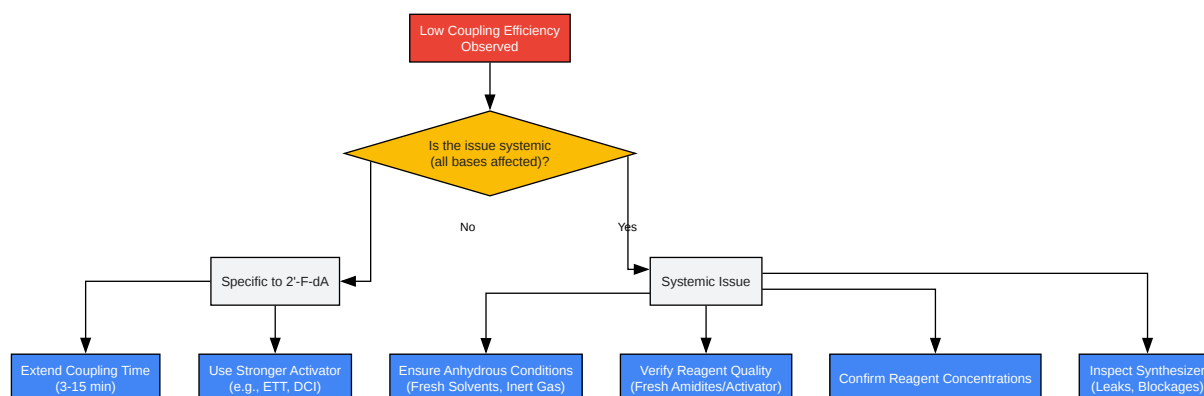 Low Coupling Efficiency
Observed
Is the issue systemic
(all bases affected)?
No
Yes
Specific to 2'-F-dA
Systemic Issue
Extend Coupling Time
(3-15 min)
Use Stronger Activator
(e.g., ETT, DCI)
Ensure Anhydrous Conditions
(Fresh Solvents, Inert Gas)
Verify Reagent Quality
(Fresh Amidites/Activator)
Confirm Reagent Concentrations
Inspect Synthesizer
(Leaks, Blockages)